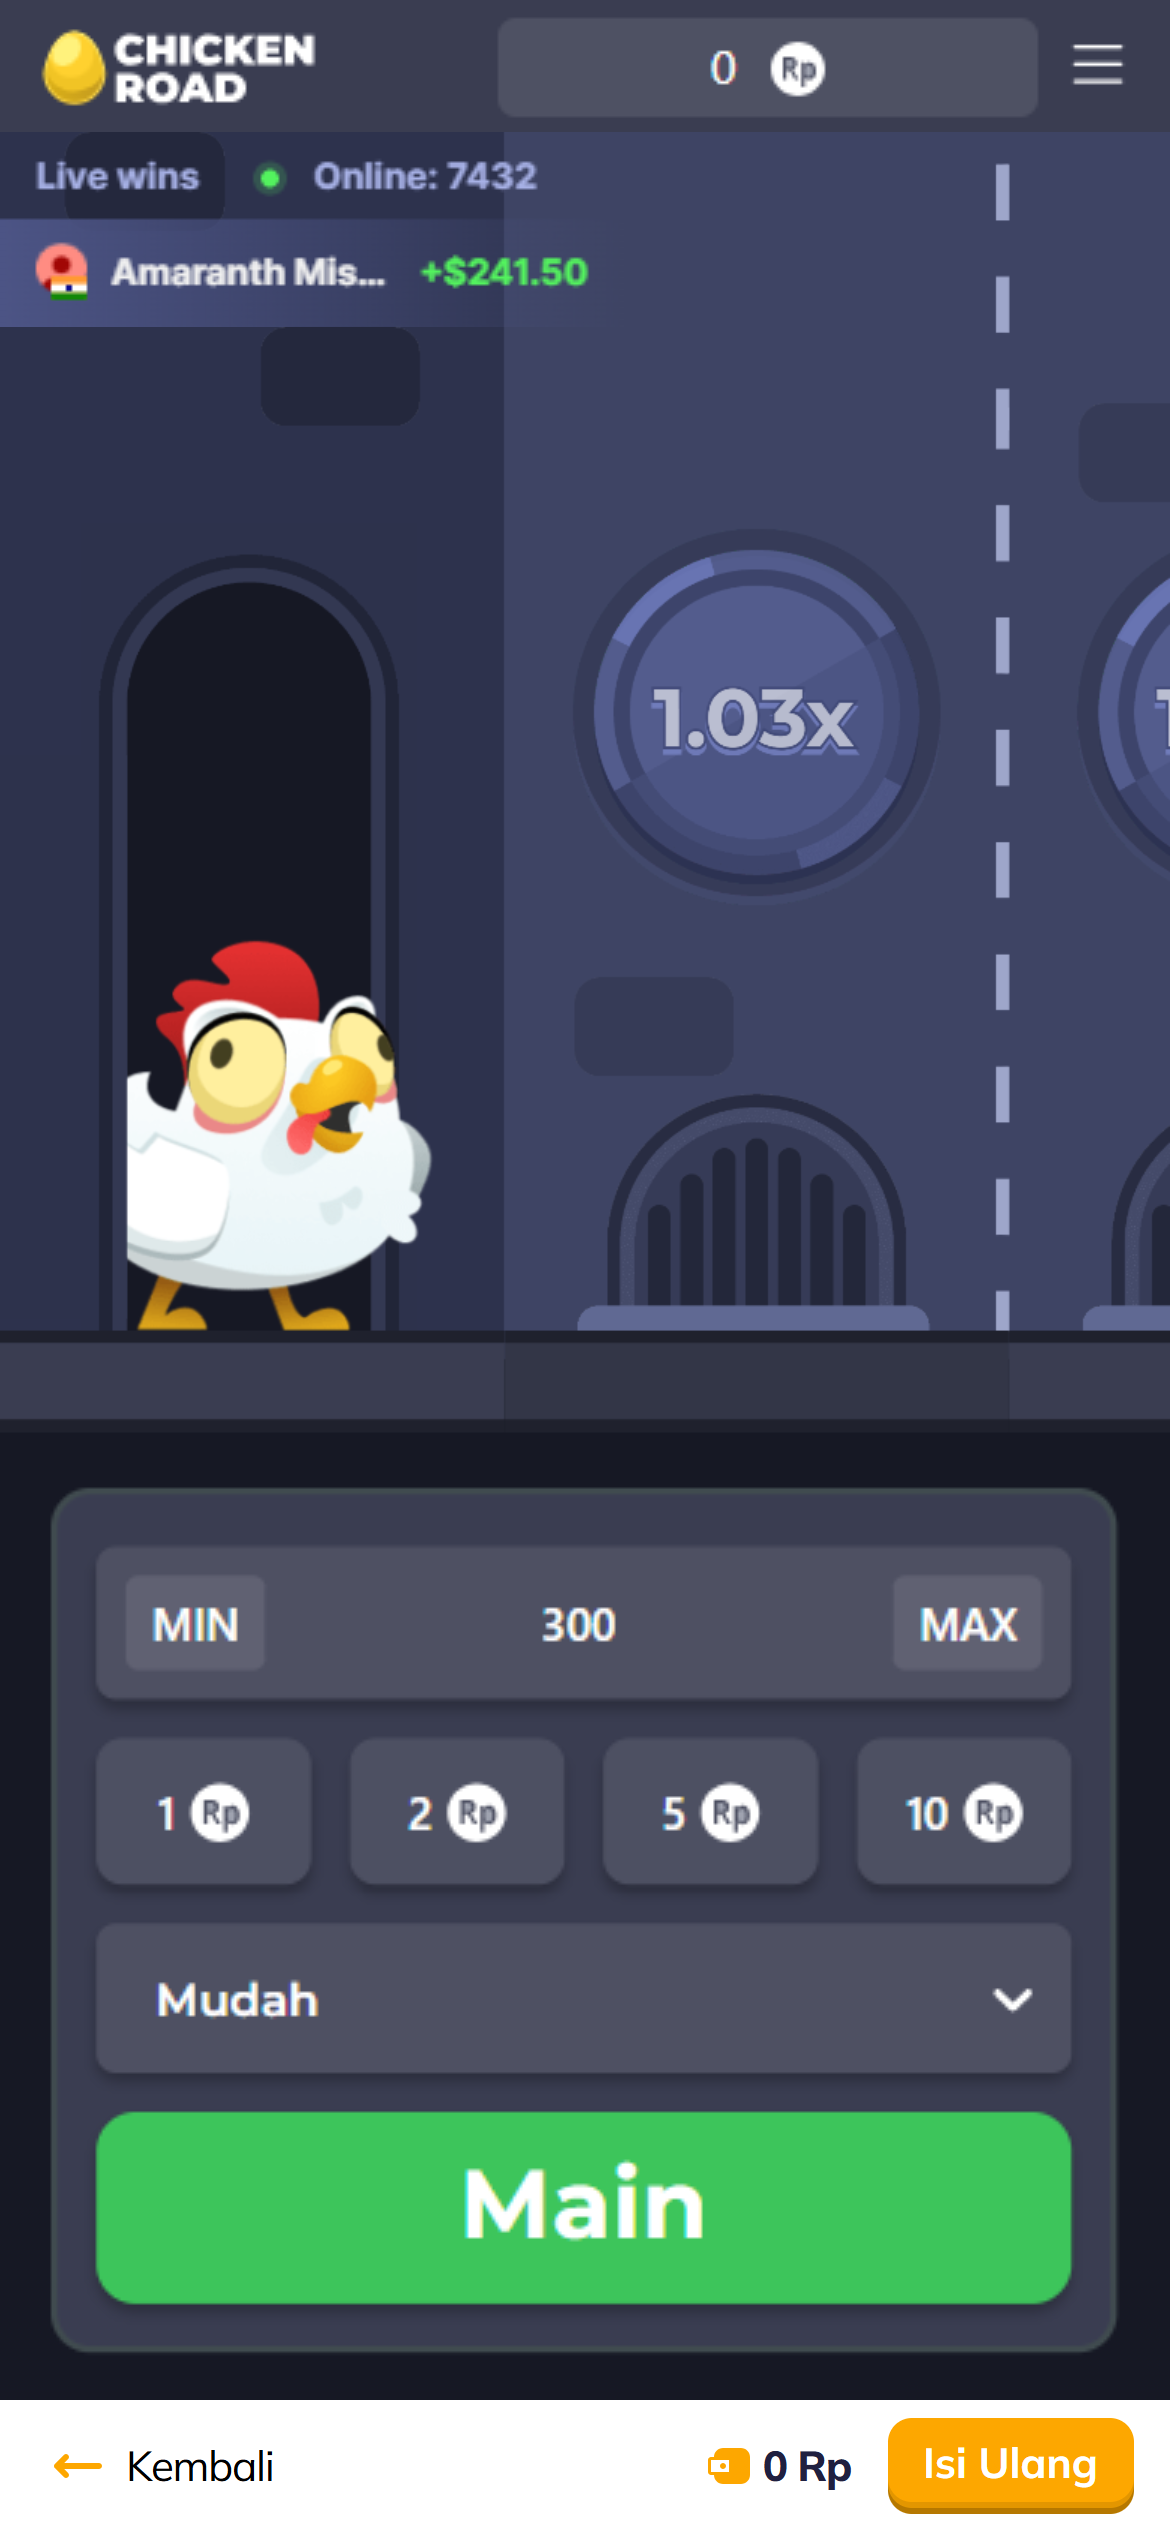 CHICKEN
ROAD
0 Rp
Live wins Online: 7432
Amaranth Mis... +$241.50
1.03x
MIN 300 MAX
1 Rp 2 Rp 5 Rp 10 Rp
Mudah
Main
Kembali 0 Rp Isi Ulang